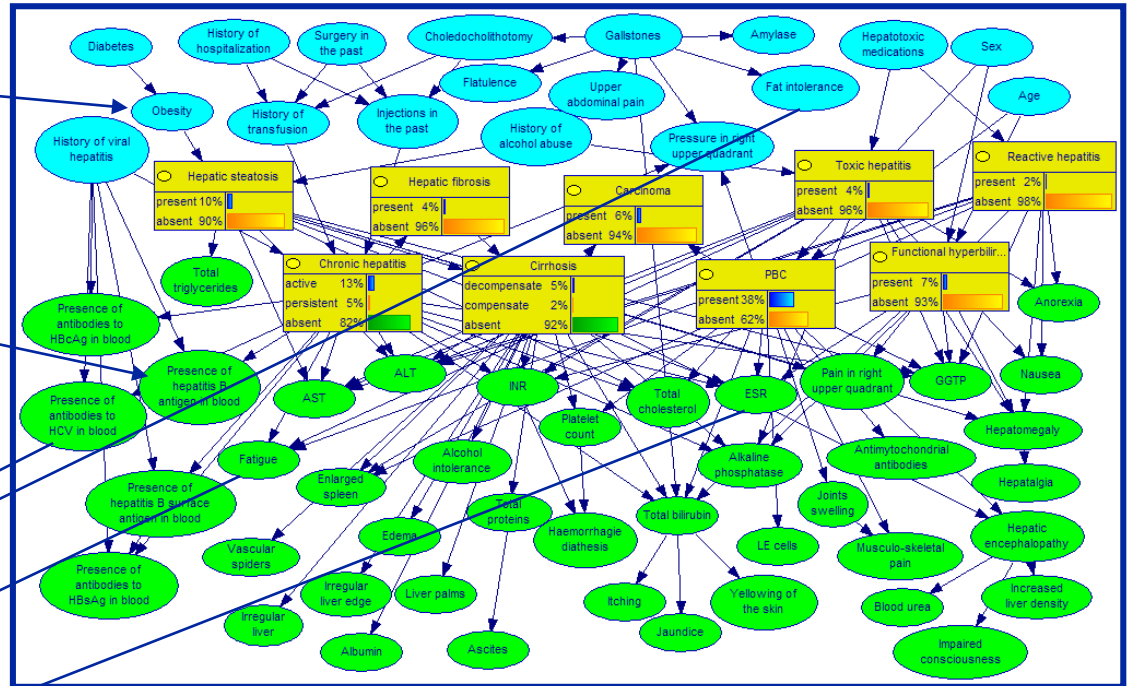 Diabetes
History of
hospitalization
Surgery in
the past
Choledocholithotomy
Gallstones
Amylase
Hepatotoxic
medications
Sex
Flatulence
Upper
abdominal pain
Fat intolerance
Age
Obesity
History of
transfusion
Injections in
the past
History of
alcohol abuse
Pressure in right
upper quadrant
History of viral
hepatitis
Hepatic steatosis
present 10%
absent 90%
Hepatic fibrosis
present 4%
absent 96%
Carcinoma
present 6%
absent 94%
Toxic hepatitis
present 4%
absent 96%
Reactive hepatitis
present 2%
absent 98%
Chronic hepatitis
active 13%
persistent 5%
absent 82%
Cirrhosis
decompensate 5%
compensate 2%
absent 92%
PBC
present 38%
absent 62%
Functional hyperbilir...
present 7%
absent 93%
Total
triglycerides
Anorexia
Presence of
antibodies to
HBcAg in blood
Presence of
hepatitis B
antigen in blood
ALT
AST
INR
Total
cholesterol
ESR
Pain in right
upper quadrant
GGTP
Nausea
Presence of
antibodies to
HCV in blood
Platelet
count
Hepatomegaly
Fatigue
Enlarged
spleen
Alcohol
intolerance
Alkaline
phosphatase
Antimytochondrial
antibodies
Hepatalgia
Presence of
hepatitis B surface
antigen in blood
Total
proteins
Haemorrhagie
diathesis
Total bilirubin
Joints
swelling
Hepatic
encephalopathy
Vascular
spiders
Edema
LE cells
Musculo-skeletal
pain
Presence of
antibodies to
HBsAg in blood
Irregular
liver edge
Liver palms
Itching
Yellowing of
the skin
Blood urea
Increased
liver density
Irregular
liver
Albumin
Ascites
Jaundice
Impaired
consciousness